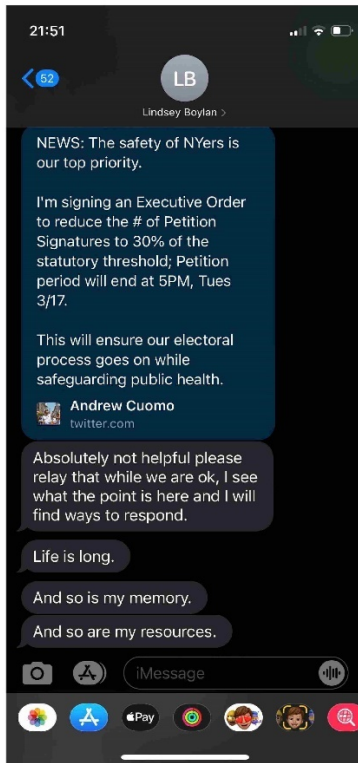 21:51
52
LB
Lindsey Boylan >
NEWS: The safety of NYers is
our top priority.
I'm signing an Executive Order
to reduce the # of Petition
Signatures to 30% of the
statutory threshold; Petition
period will end at 5PM, Tues
3/17.
This will ensure our electoral
process goes on while
safeguarding public health.
Andrew Cuomo
twitter.com
Absolutely not helpful please
relay that while we are ok, I see
what the point is here and I will
find ways to respond.
Life is long.
And so is my memory.
And so are my resources.
iMessage
Pay